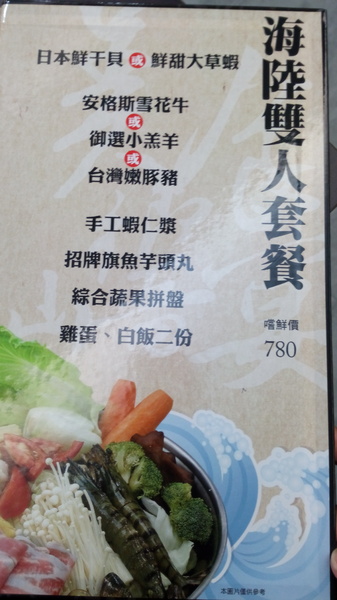 海陸雙人套餐
嚐鮮價
780
日本鮮干貝 或 鮮甜大草蝦
安格斯雪花牛
或
御選小羔羊
或
台灣嫩豚豬
手工蝦仁漿
招牌旗魚芋頭丸
綜合蔬果拼盤
雞蛋、白飯二份
本圖片僅供參考